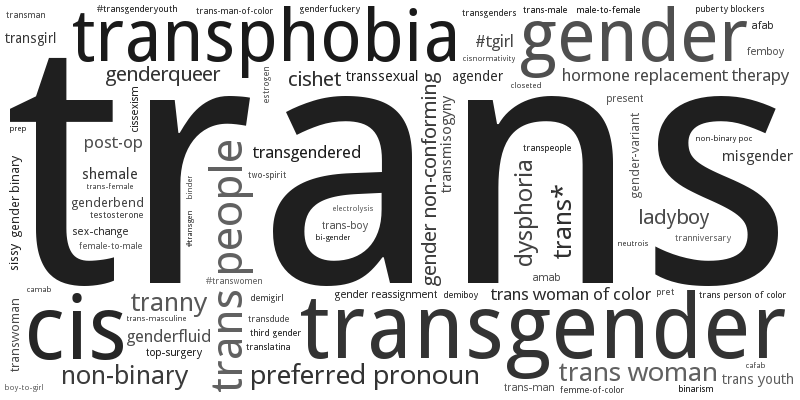 transman
#transgenderyouth
trans-man-of-color
genderfuckery
transgenders
trans-male
male-to-female
puberty blockers
transgirl
transphobia
#tgirl
gender
afab
femboy
cisnormativity
genderqueer
estrogen
cishet
transsexual
agender
hormone replacement therapy
closeted
trans
cissexism
present
prep
post-op
gender non-conforming
transmisogyny
gender-variant
non-binary poc
misgender
transgendered
transpeople
trans people
shemale
trans-female
two-spirit
binder
dysphoria
trans*
gender binary
genderbend
testosterone
electrolysis
ladyboy
sex-change
trans-boy
bi-gender
#transgen
female-to-male
tranniversary
neutrois
sissy
#transwomen
amab
camab
tranny
demigirl
gender reassignment
demiboy
trans woman of color
pret
trans person of color
cis
transwoman
trans-masculine
transdude
transgender
genderfluid
third gender
top-surgery
translatina
non-binary
preferred pronoun
trans woman
cafab
trans youth
boy-to-girl
trans-man
femme-of-color
binarism